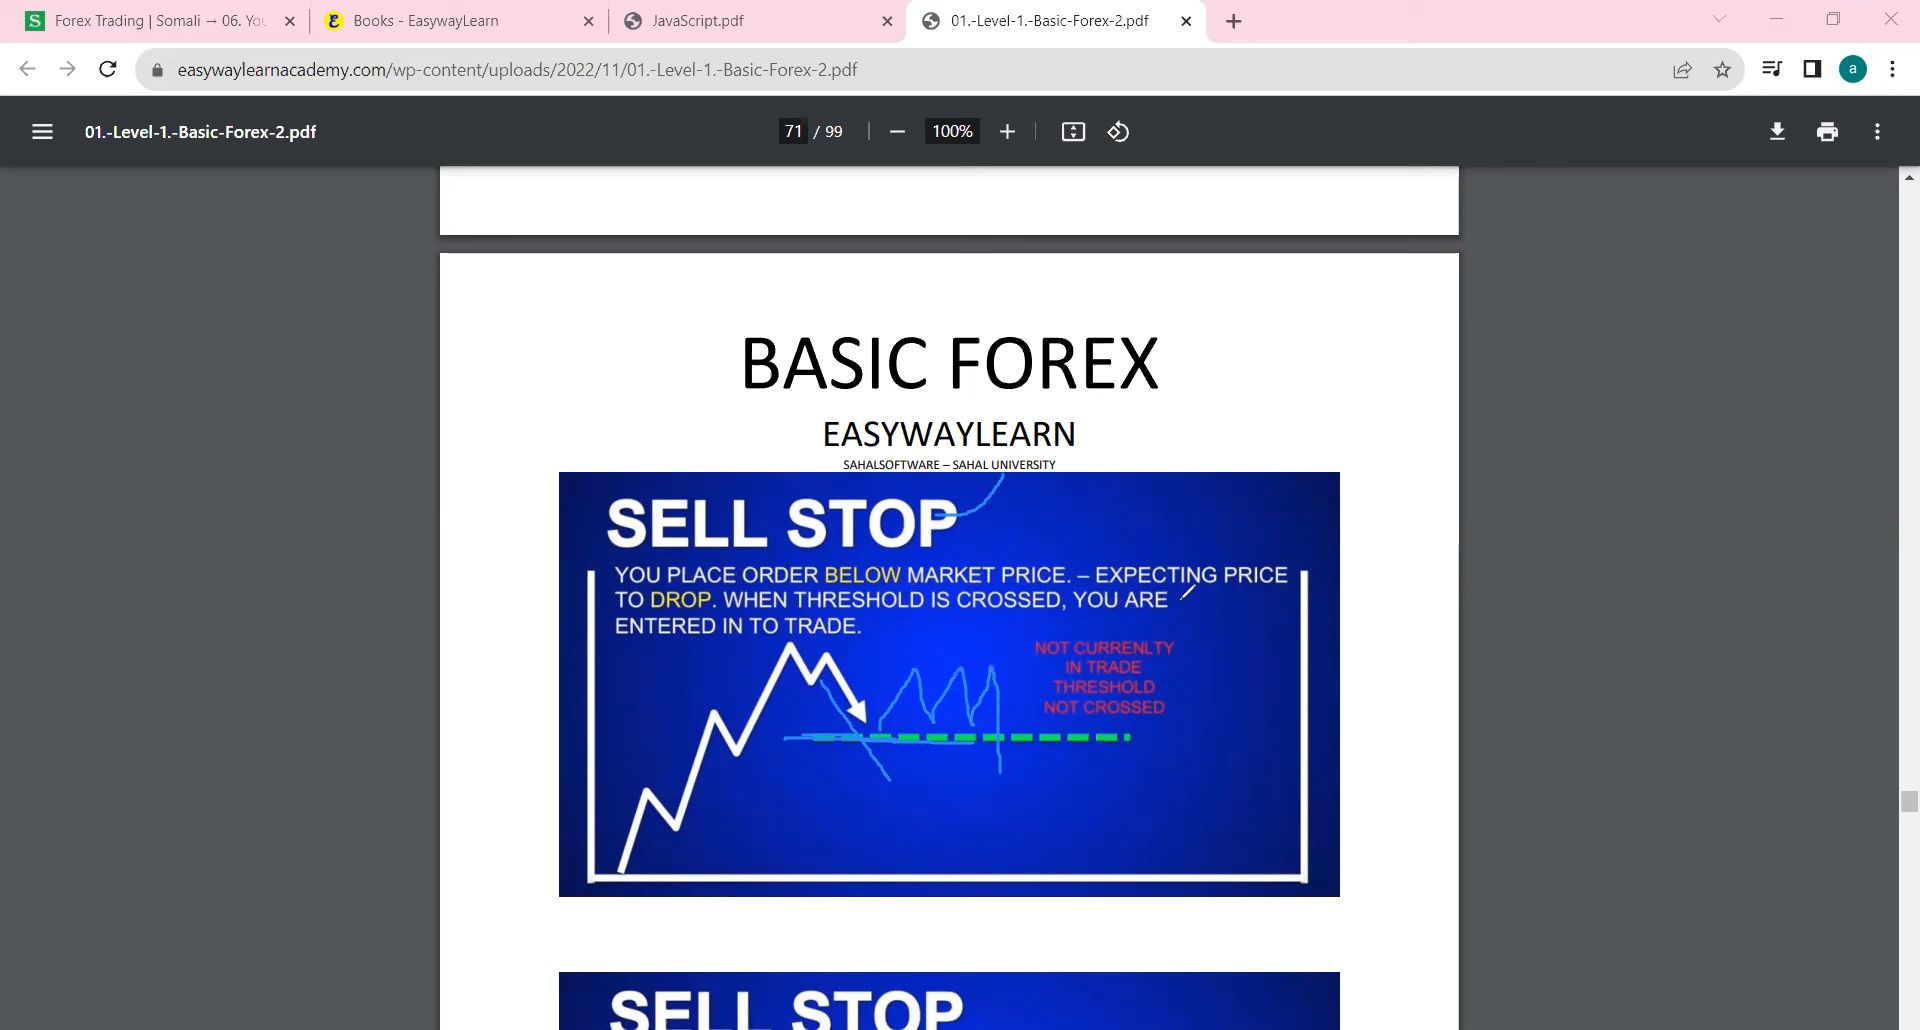 Forex Trading | Somali → 06. You
Books - EasywayLearn
JavaScript.pdf
01.-Level-1.-Basic-Forex-2.pdf
easywaylearnacademy.com/wp-content/uploads/2022/11/01.-Level-1.-Basic-Forex-2.pdf
a
01.-Level-1.-Basic-Forex-2.pdf
71 / 99
100%
BASIC FOREX
EASYWAYLEARN
SAHALSOFTWARE – SAHAL UNIVERSITY
SELL STOP
YOU PLACE ORDER BELOW MARKET PRICE. – EXPECTING PRICE
TO DROP. WHEN THRESHOLD IS CROSSED, YOU ARE
ENTERED IN TO TRADE.
NOT CURRENLTY
IN TRADE
THRESHOLD
NOT CROSSED
SELL STOP